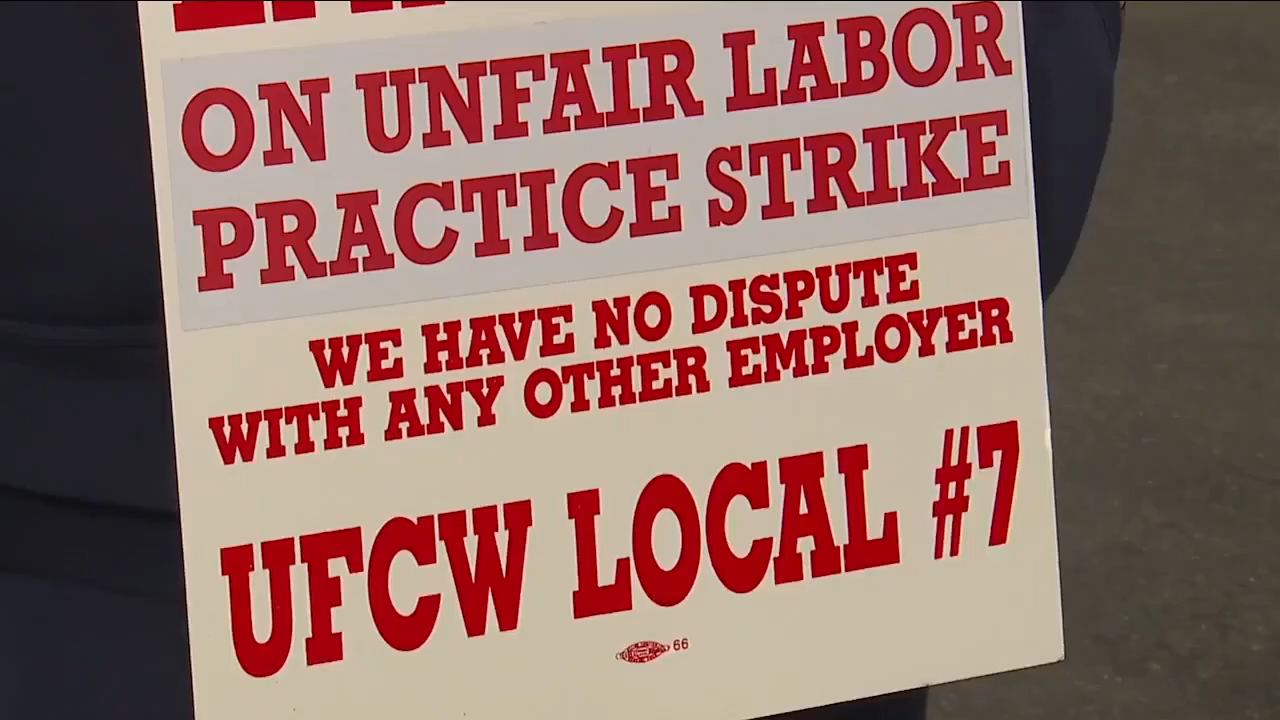 ON UNFAIR LABOR
PRACTICE STRIKE
WE HAVE NO DISPUTE
WITH ANY OTHER EMPLOYER
UFCW LOCAL #7
66